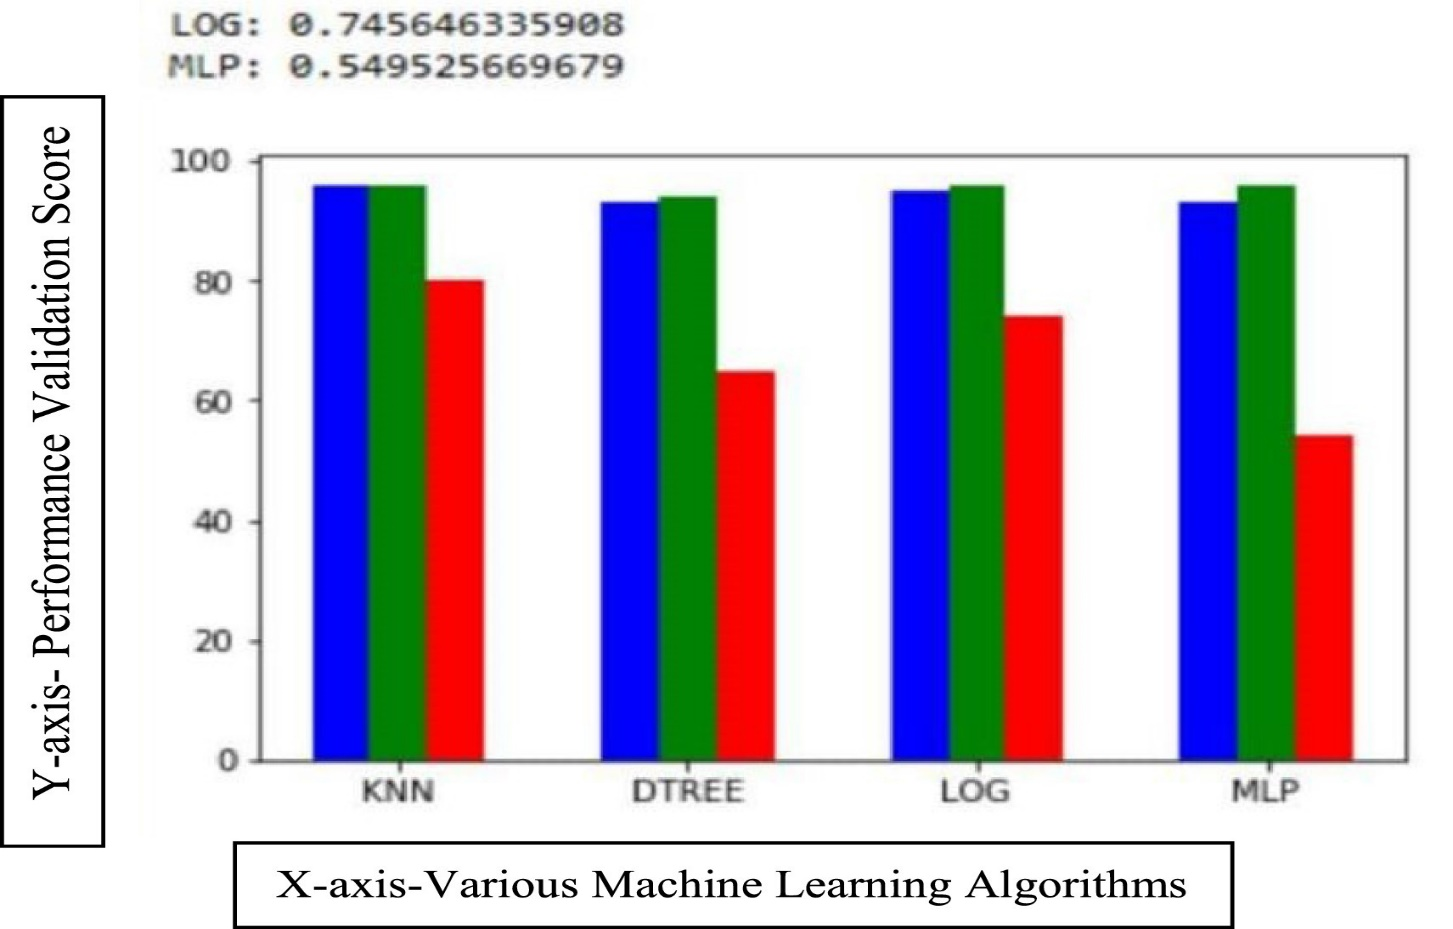 LOG: 0.745646335908
MLP: 0.549525669679
Y-axis- Performance Validation Score
100
80
60
40
20
0
KNN DTREE LOG MLP
X-axis-Various Machine Learning Algorithms